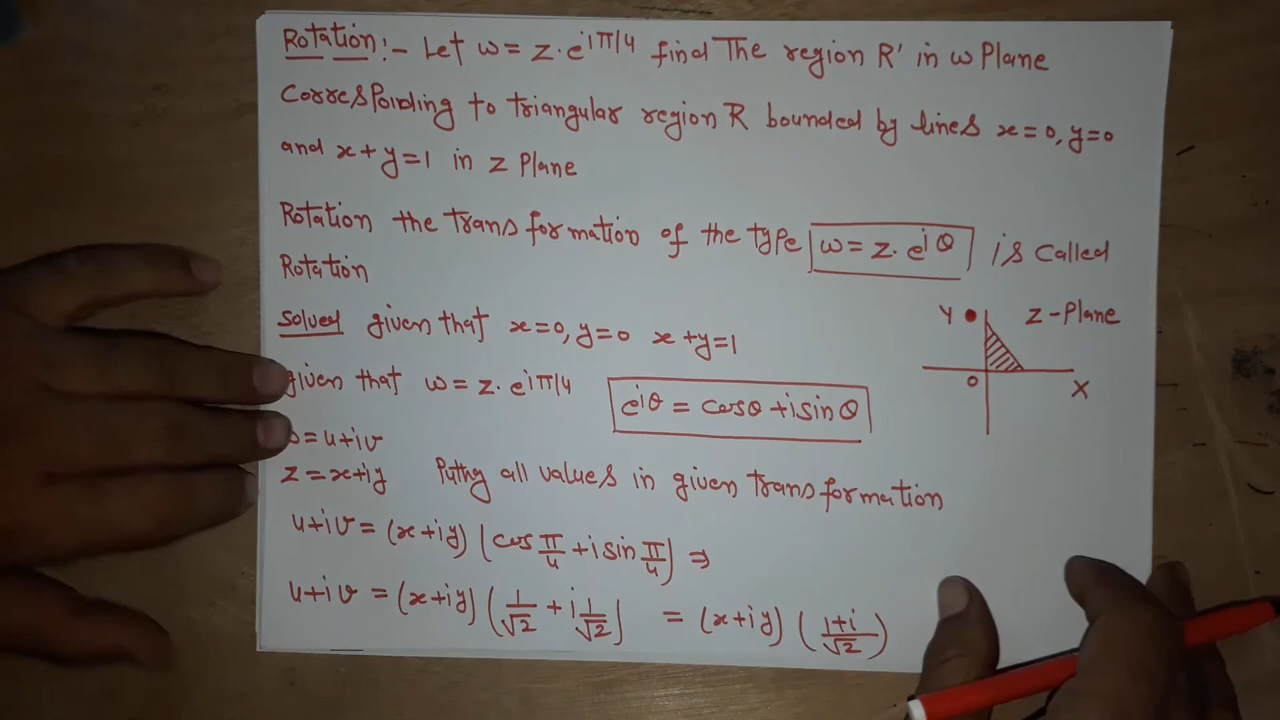 Rotation:- Let w = z.e^iπ/4 find The region R' in w Plane
Corresponding to triangular region R bounded by lines x=0, y=0
and x+y=1 in z Plane
Rotation the transformation of the type w = z.e^iθ is called
Rotation
Solved given that x=0, y=0 x+y=1
Y Z-Plane
O X
given that w = z.e^iπ/4 e^iθ = cosθ + i sinθ
= u+iv
z = x+iy Puting all values in given transformation
u+iv = (x+iy) (cos π/4 + i sin π/4) ⇒
u+iv = (x+iy) (1/√2 + i 1/√2) = (x+iy) (1+i/√2)